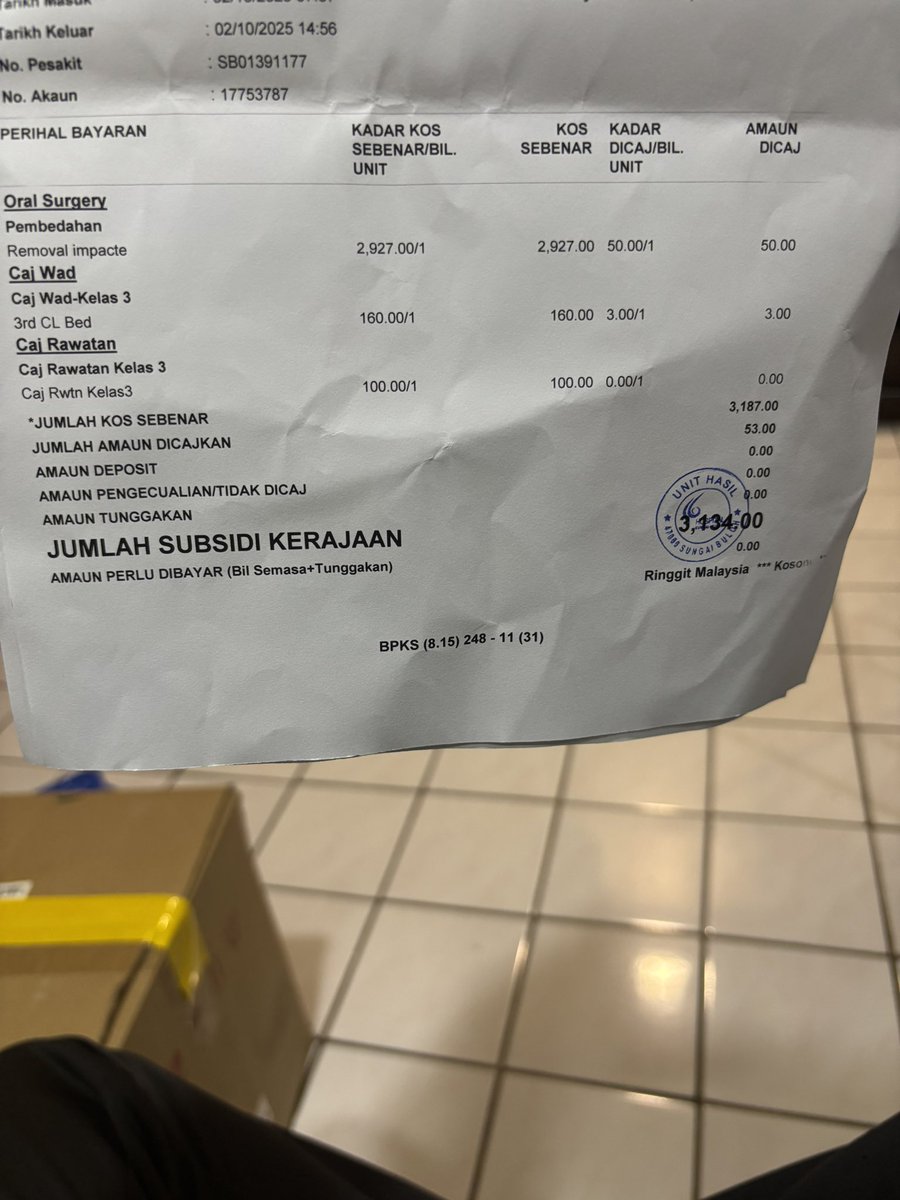 Tarikh Masuk
Tarikh Keluar : 02/10/2025 14:56
No. Pesakit : SB01391177
No. Akaun : 17753787
PERIHAL BAYARAN KADAR KOS SEBENAR/BIL. UNIT KOS SEBENAR KADAR DICAJ/BIL. UNIT AMAUN DICAJ
Oral Surgery
Pembedahan
Removal impacte 2,927.00/1 2,927.00 50.00/1 50.00
Caj Wad
Caj Wad-Kelas 3
3rd CL Bed 160.00/1 160.00 3.00/1 3.00
Caj Rawatan
Caj Rawatan Kelas 3
Caj Rwtn Kelas3 100.00/1 100.00 0.00/1 0.00
*JUMLAH KOS SEBENAR 3,187.00
JUMLAH AMAUN DICAJKAN 53.00
AMAUN DEPOSIT 0.00
AMAUN PENGECUALIAN/TIDAK DICAJ 0.00
AMAUN TUNGGAKAN 0.00
JUMLAH SUBSIDI KERAJAAN 3,134.00
AMAUN PERLU DIBAYAR (Bil Semasa+Tunggakan) 0.00
Ringgit Malaysia ***
UNIT HASIL
47000 SUNGAI BULOH
BPKS (8.15) 248 - 11 (31)